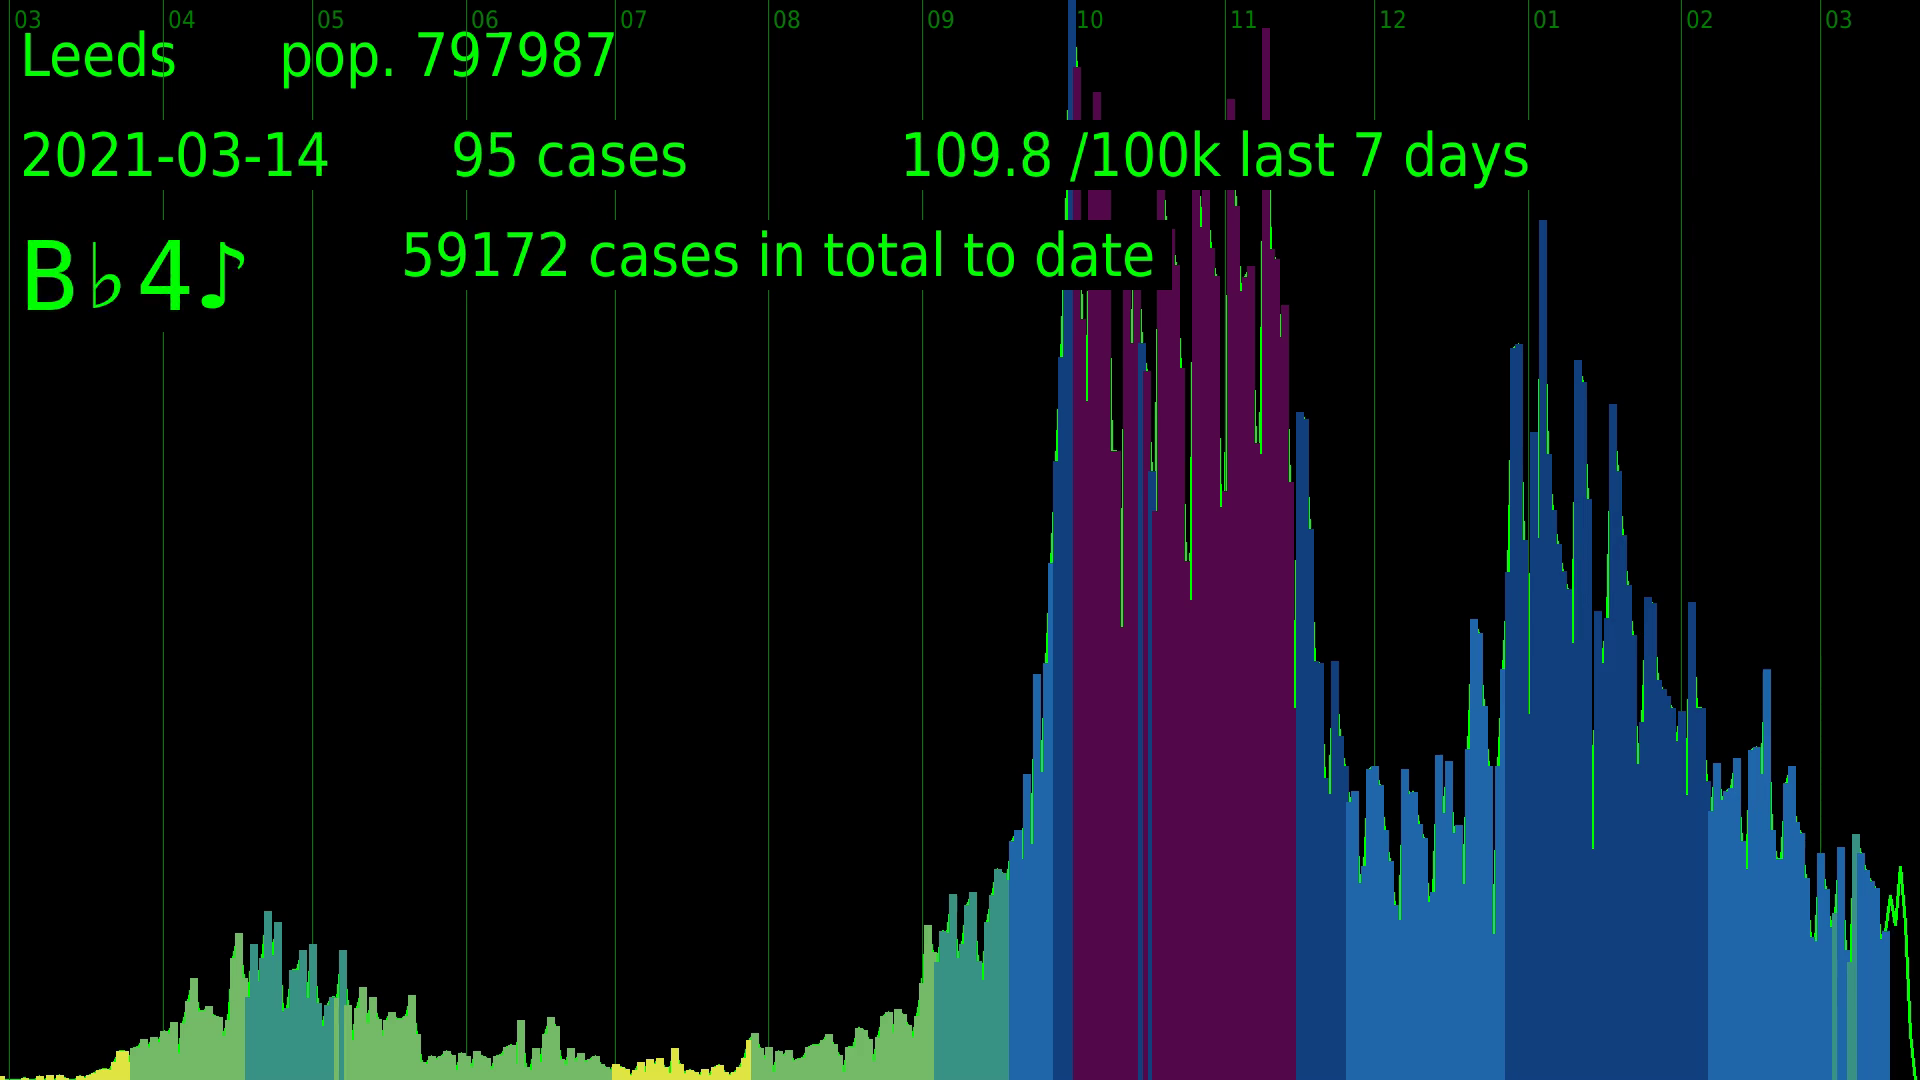 03 04 05 06 07 08 09 10 11 12 01 02 03
Leeds pop. 797987
2021-03-14 95 cases 109.8 /100k last 7 days
B♭4♪ 59172 cases in total to date